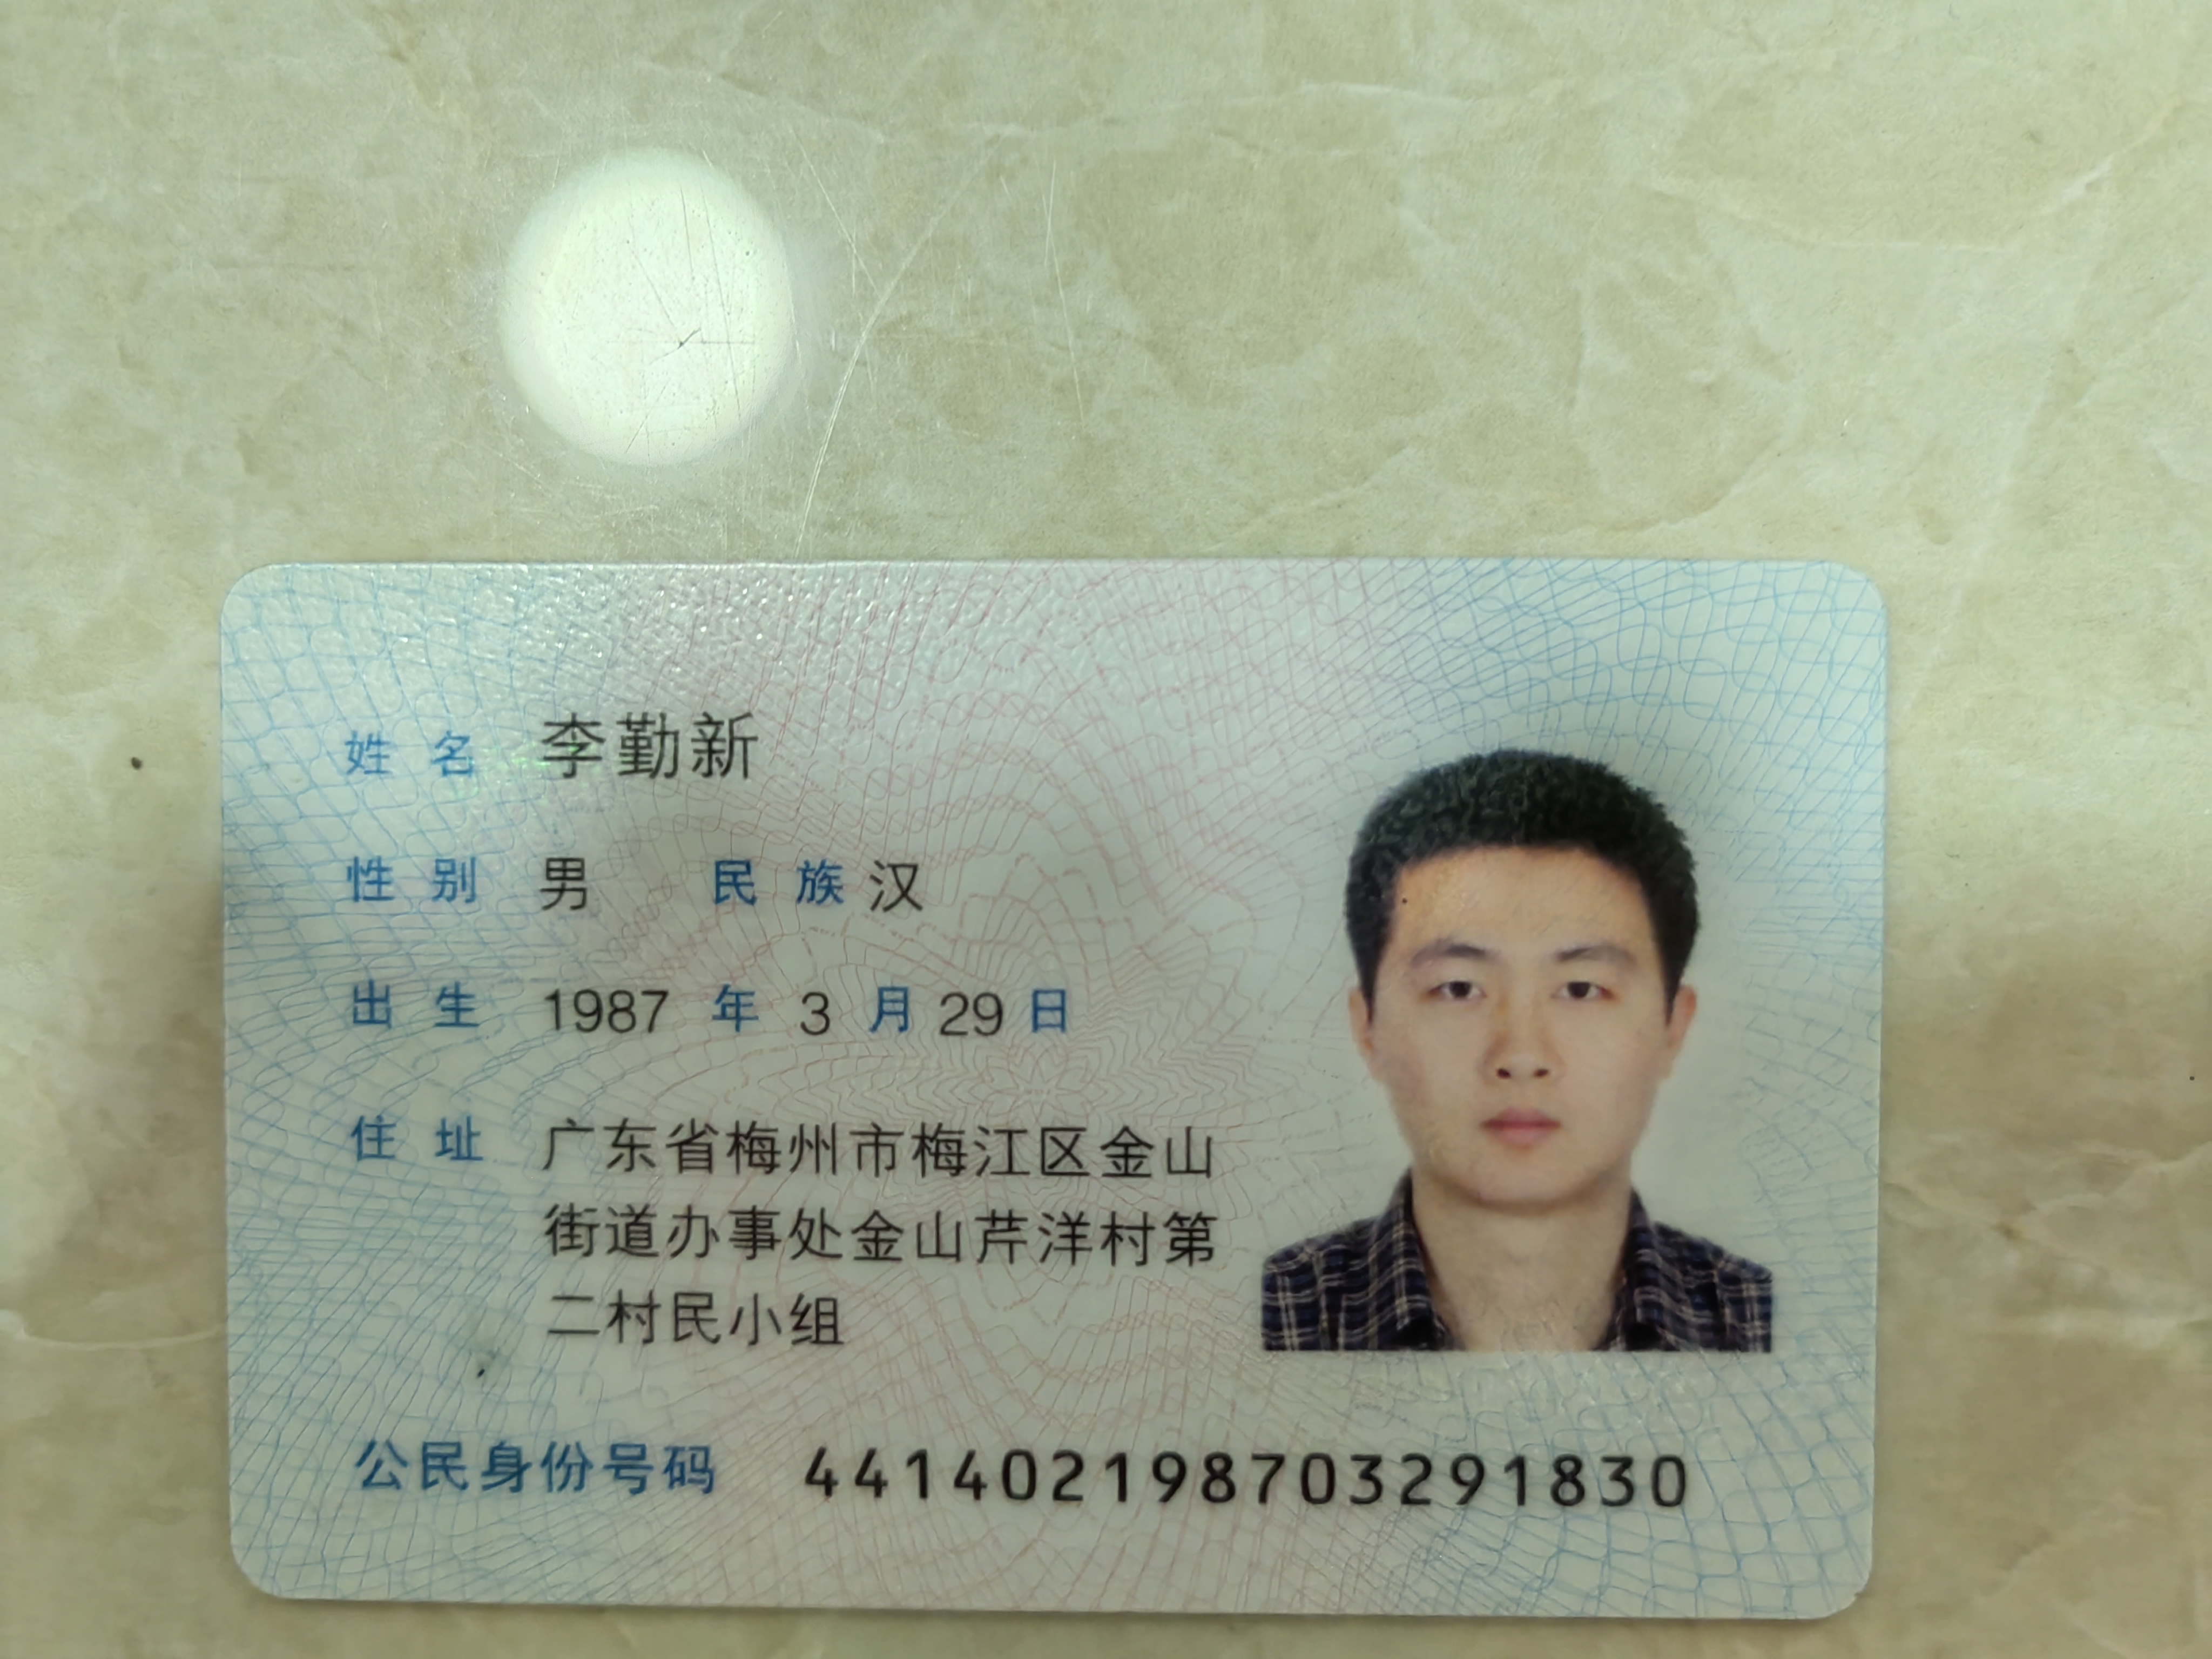 姓名 李勤新
性别 男 民族 汉
出生 1987 年 3 月 29 日
住址 广东省梅州市梅江区金山
街道办事处金山芹洋村第
二村民小组
公民身份号码 441402198703291830